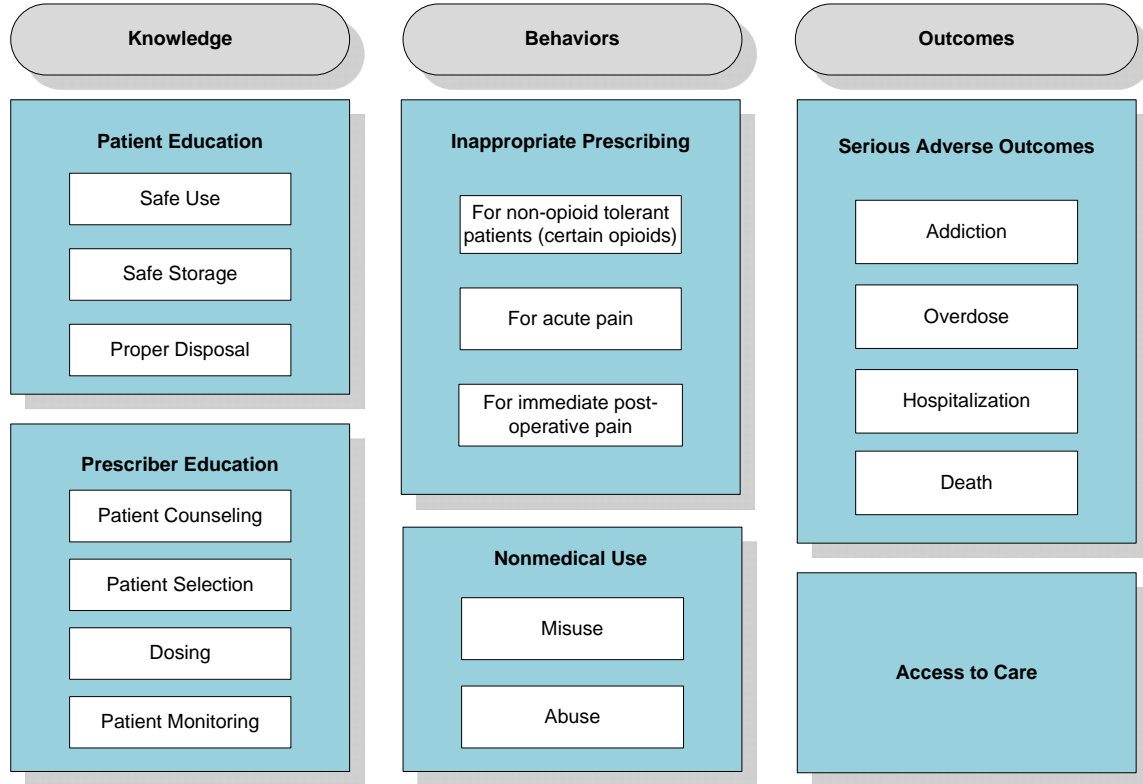 Knowledge
Patient Education
Safe Use
Safe Storage
Proper Disposal
Prescriber Education
Patient Counseling
Patient Selection
Dosing
Patient Monitoring
Behaviors
Inappropriate Prescribing
For non-opioid tolerant
patients (certain opioids)
For acute pain
For immediate post-
operative pain
Nonmedical Use
Misuse
Abuse
Outcomes
Serious Adverse Outcomes
Addiction
Overdose
Hospitalization
Death
Access to Care